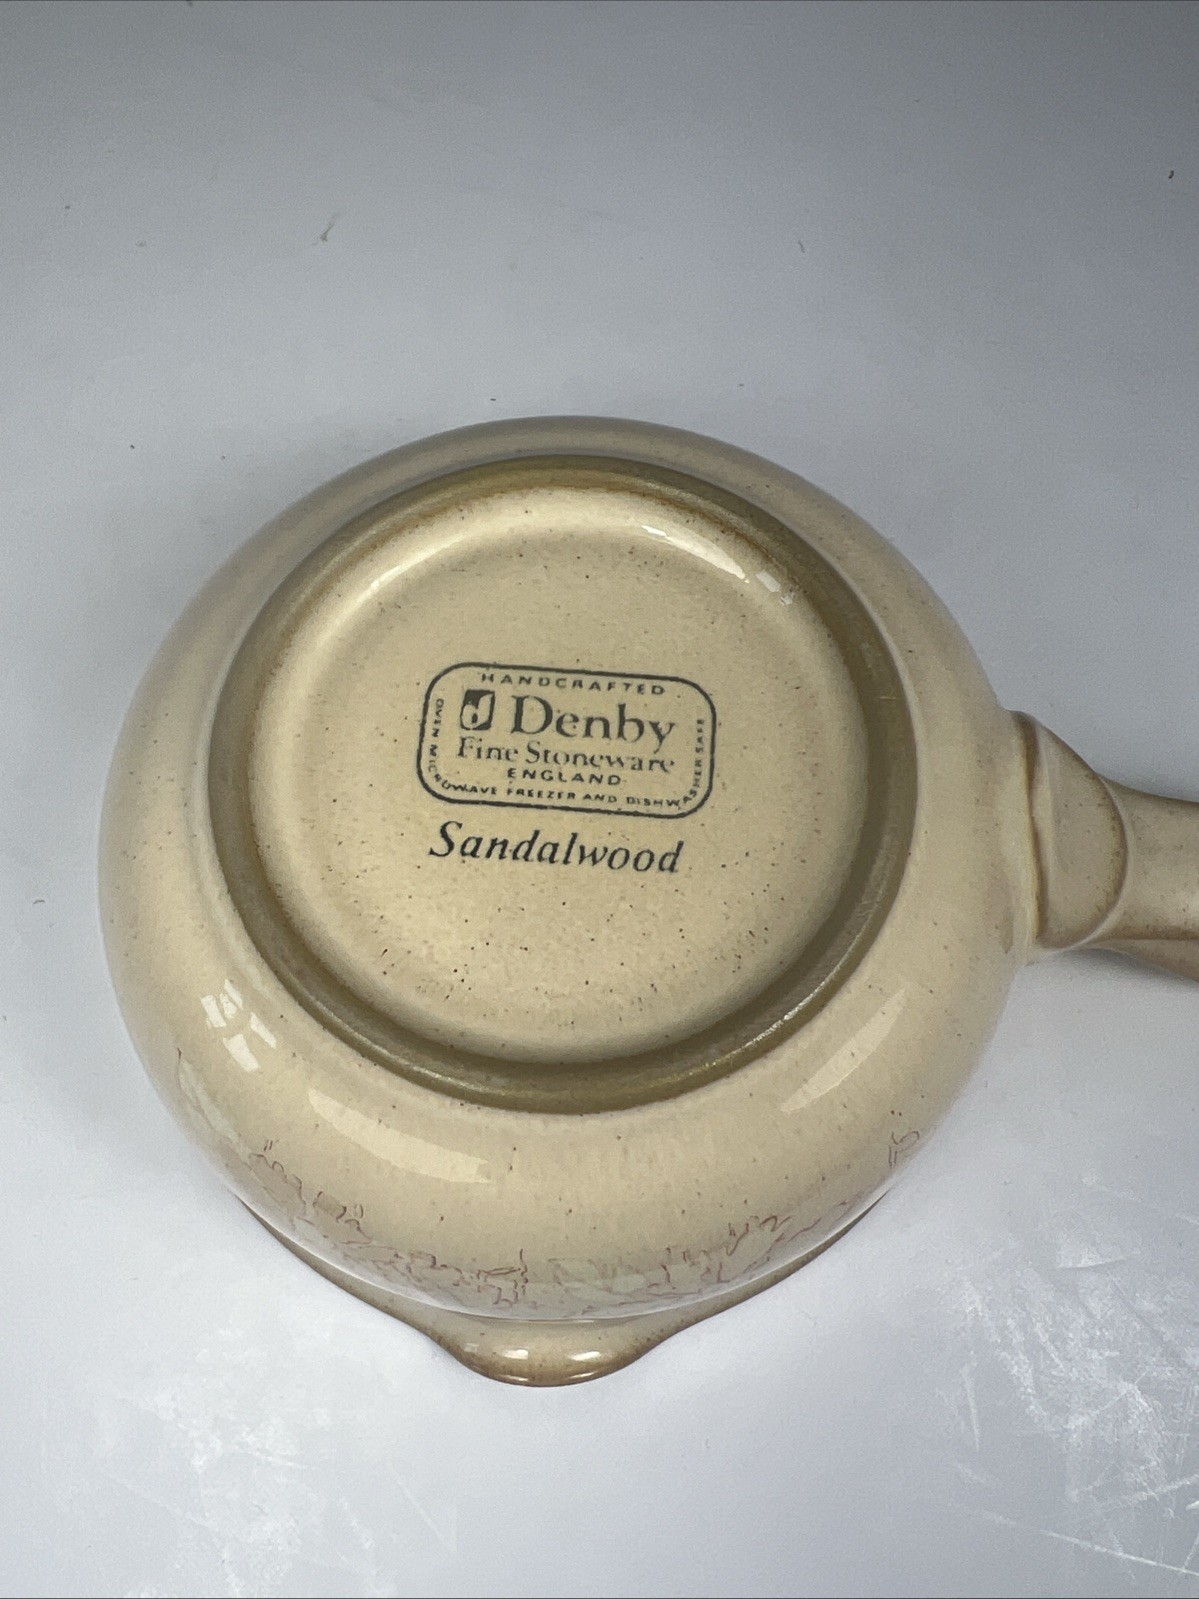 HANDCRAFTED
d Denby
Fine Stoneware
ENGLAND
OVEN MICROWAVE FREEZER AND DISHWASHER SAFE
Sandalwood